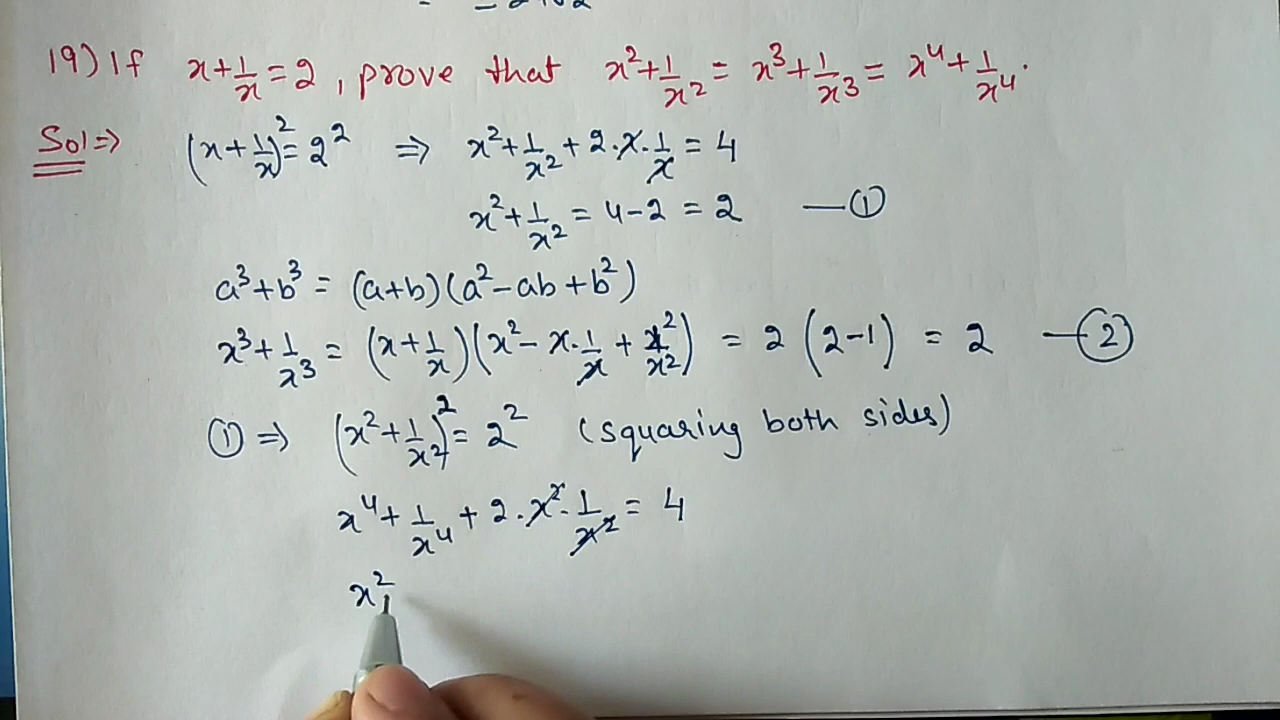 19) If x + 1/x = 2 , prove that x² + 1/x² = x³ + 1/x³ = x⁴ + 1/x⁴.
Sol ⇒ (x + 1/x)² = 2² ⇒ x² + 1/x² + 2·x·1/x = 4
x² + 1/x² = 4 - 2 = 2 — ①
a³ + b³ = (a+b)(a² - ab + b²)
x³ + 1/x³ = (x + 1/x)(x² - x·1/x + 1²/x²) = 2 (2-1) = 2 — ②
① ⇒ (x² + 1/x²)² = 2² (squaring both sides)
x⁴ + 1/x⁴ + 2·x²·1/x² = 4
x²